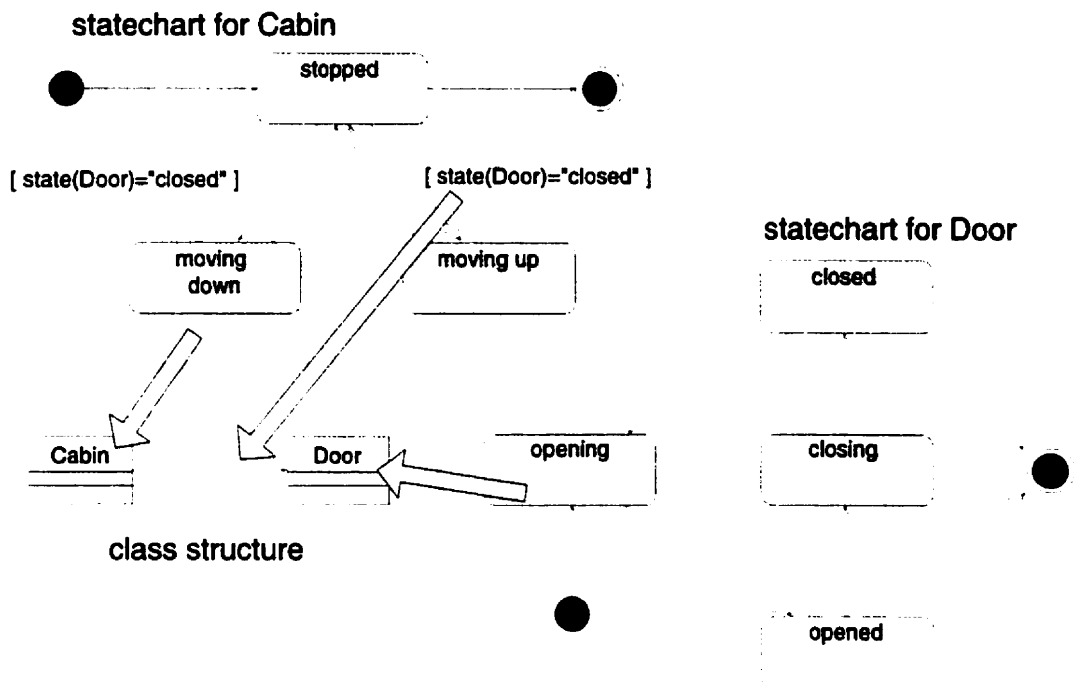 statechart for Cabin
stopped
[ state(Door)="closed" ]
[ state(Door)="closed" ]
statechart for Door
moving
down
moving up
closed
Cabin
Door
opening
closing
class structure
opened